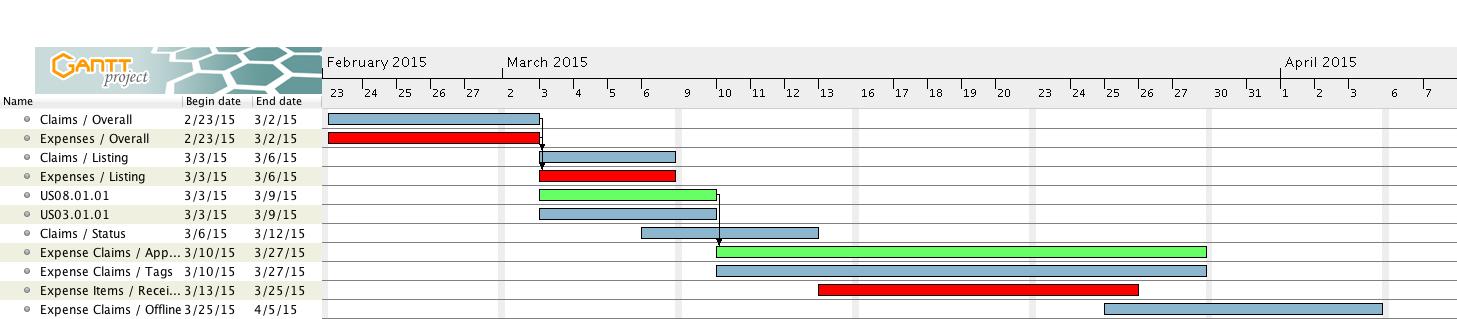 GANTT
project
February 2015 March 2015 April 2015
23 24 25 26 27 2 3 4 5 6 9 10 11 12 13 16 17 18 19 20 23 24 25 26 27 30 31 1 2 3 6 7
Name Begin date End date
Claims / Overall 2/23/15 3/2/15
Expenses / Overall 2/23/15 3/2/15
Claims / Listing 3/3/15 3/6/15
Expenses / Listing 3/3/15 3/6/15
US08.01.01 3/3/15 3/9/15
US03.01.01 3/3/15 3/9/15
Claims / Status 3/6/15 3/12/15
Expense Claims / App... 3/10/15 3/27/15
Expense Claims / Tags 3/10/15 3/27/15
Expense Items / Recei... 3/13/15 3/25/15
Expense Claims / Offline 3/25/15 4/5/15